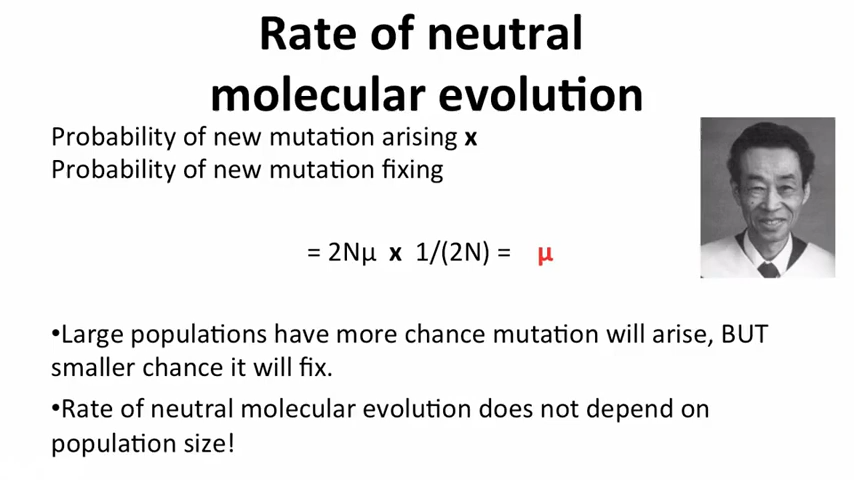 Rate of neutral
molecular evolution
Probability of new mutation arising x
Probability of new mutation fixing
= 2Nμ x 1/(2N) = μ
•Large populations have more chance mutation will arise, BUT
smaller chance it will fix.
•Rate of neutral molecular evolution does not depend on
population size!